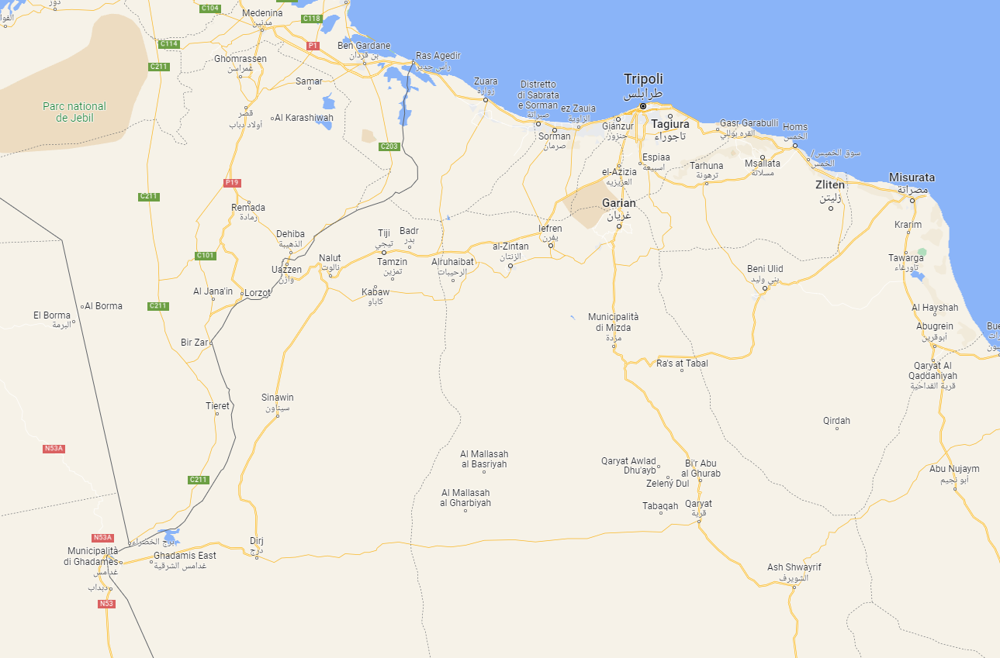 دوز
الفوا
C104
Medenina
مدنين
C118
C114
P1
Ben Gardane
بن قردان
Ras Agedir
راس جدير
C211
Ghomrassen
غمراسن
Samar
Zuara
زوارة
Distretto
di Sabrata
e Sorman
صبراتة
ez Zauia
الزاوية
Tripoli
طرابلس
Parc national
de Jebil
قصر
أولاد دباب
Al Karashiwah
Sorman
صرمان
Gianzur
جنزور
Tagiura
تاجوراء
Gasr Garabulli
القره بوللي
Homs
الخمس
C203
Espiaa
اسبيعة
Tarhuna
ترهونة
Msallata
مسلاتة
سوق الخميس/
الخمس
el-Azizia
العزيزيه
P19
C211
Zliten
زليتن
Misurata
مصراتة
Remada
رمادة
Garian
غريان
Krarim
Dehiba
الذهيبة
Tiji
تيجي
Badr
بدر
Iefren
يفرن
al-Zintan
الزنتان
C101
Nalut
نالوت
Tamzin
تمزين
Alruhaibat
الرحيبات
Uazzen
وازن
Tawarga
تاورغاء
Beni Ulid
بني وليد
Al Jana'in
Lorzot
Kabaw
كاباو
Al Borma
C211
El Borma
البرمة
Al Hayshah
Municipalità
di Mizda
مزدة
Abugrein
أبوقرين
Bue
Bir Zar
Ra's at Tabal
Qaryat Al
Qaddahiyah
قرية القداحية
Sinawin
سيناون
Tieret
Qirdah
N53A
Al Mallasah
al Basriyah
Qaryat Awlad
Dhu'ayb
Bi'r Abu
al Ghurab
Abu Nujaym
ابو نجيم
C211
Zeleny Dul
Al Mallasah
al Gharbiyah
Tabaqah
Qaryat
قرية
N53A
برج الخضراء
Dirj
درج
Municipalità
di Ghadames
غدامس
Ghadamis East
غدامس الشرقية
Ash Shwayrif
الشويرف
دبداب
N53